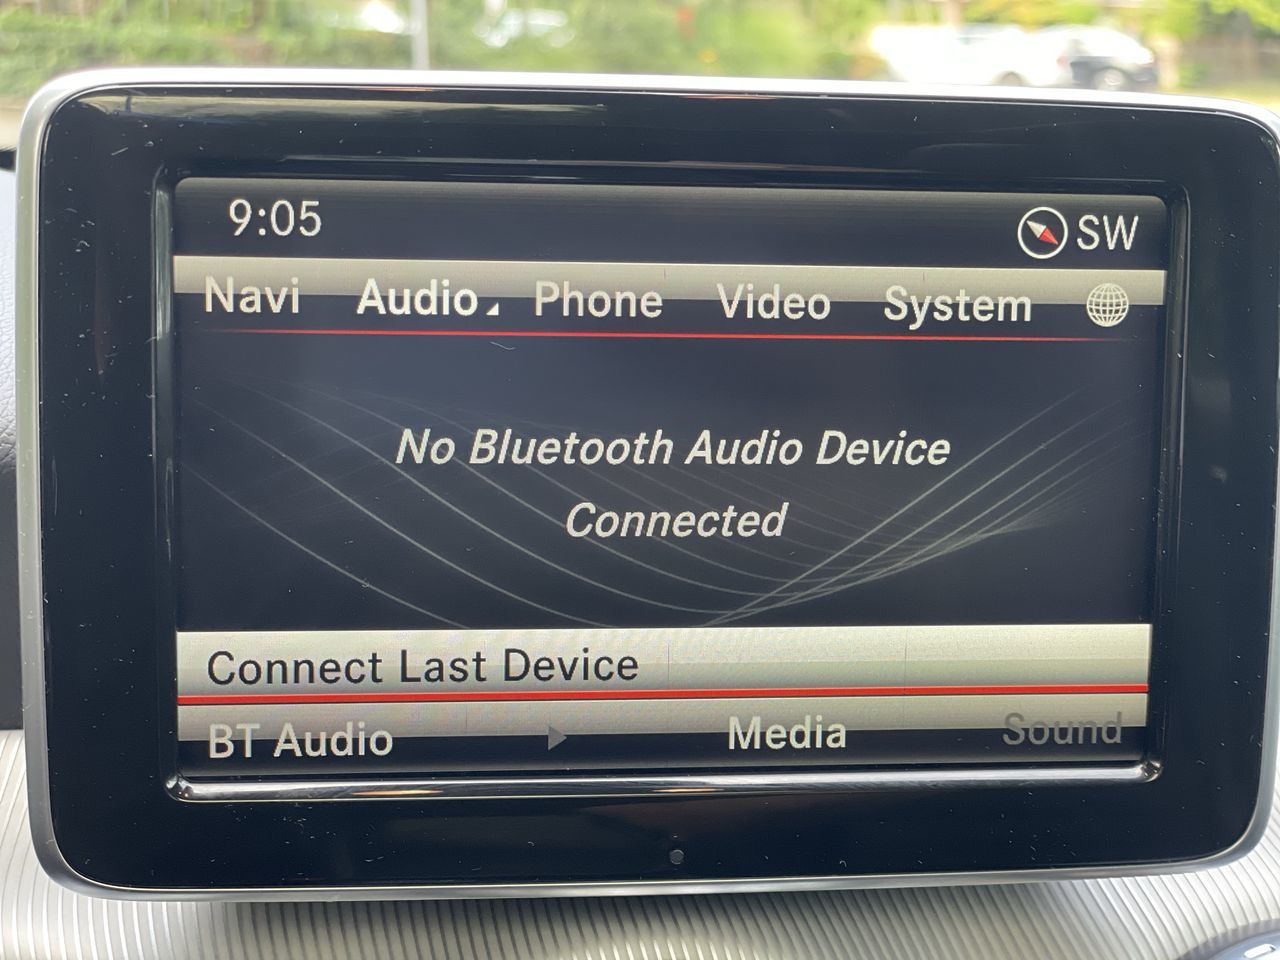 9:05 SW
Navi Audio Phone Video System
No Bluetooth Audio Device
Connected
Connect Last Device
BT Audio Media Sound